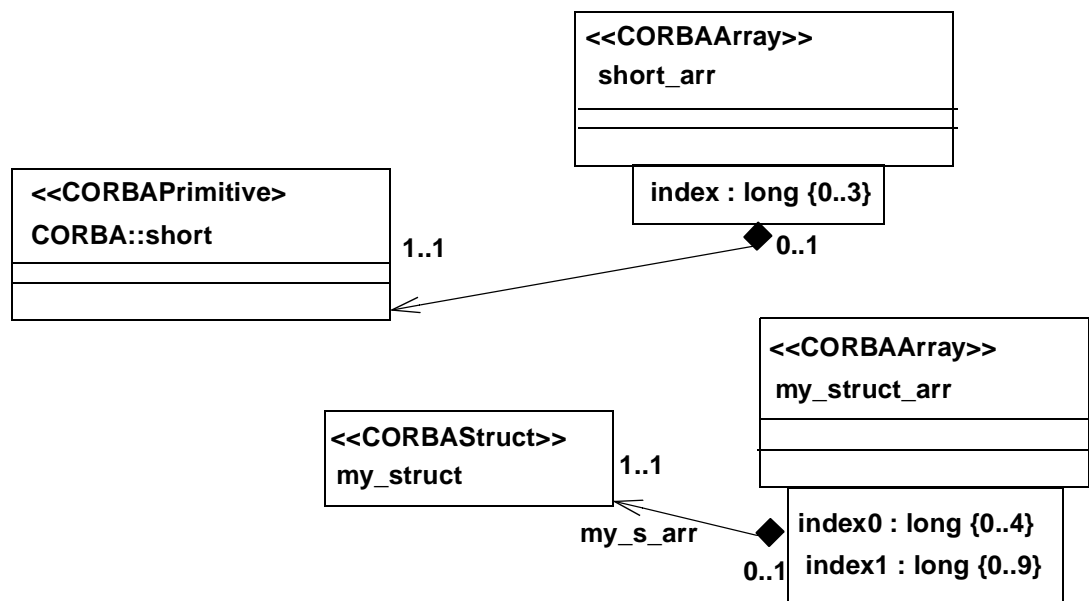 <<CORBAArray>>
short_arr
index : long {0..3}
0..1
<<CORBAPrimitive>
CORBA::short
1..1
<<CORBAArray>>
my_struct_arr
index0 : long {0..4}
index1 : long {0..9}
0..1
<<CORBAStruct>>
my_struct
1..1
my_s_arr